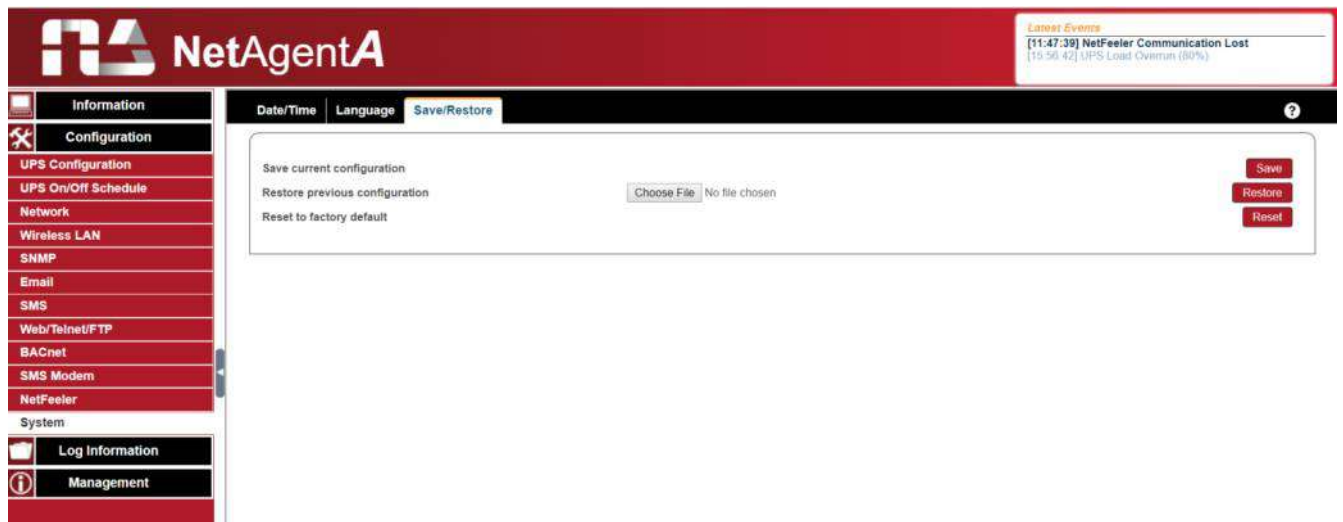 NetAgentA
Latest Events
[11:47:39] NetFeeler Communication Lost
[15:56:42] UPS Load Overrun (80%)
Information
Configuration
UPS Configuration
UPS On/Off Schedule
Network
Wireless LAN
SNMP
Email
SMS
Web/Telnet/FTP
BACnet
SMS Modem
NetFeeler
System
Log Information
Management
Date/Time Language Save/Restore ?
Save current configuration Save
Restore previous configuration Choose File No file chosen Restore
Reset to factory default Reset